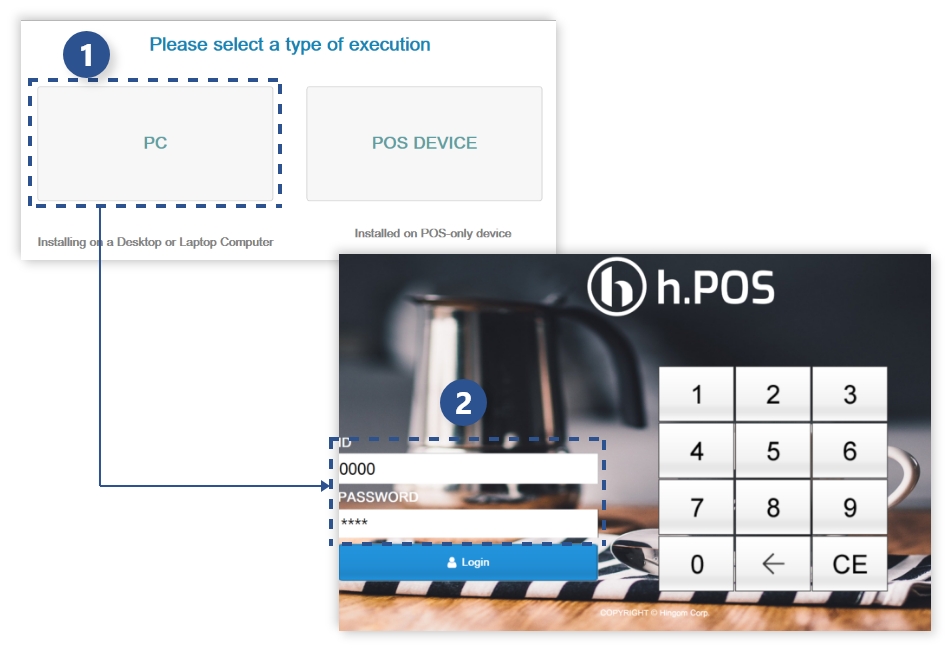 1
Please select a type of execution
PC
POS DEVICE
Installing on a Desktop or Laptop Computer
Installed on POS-only device
h h.POS
2
ID
0000
PASSWORD
****
Login
1 2 3
4 5 6
7 8 9
0 ← CE
COPYRIGHT © Hingom Corp.